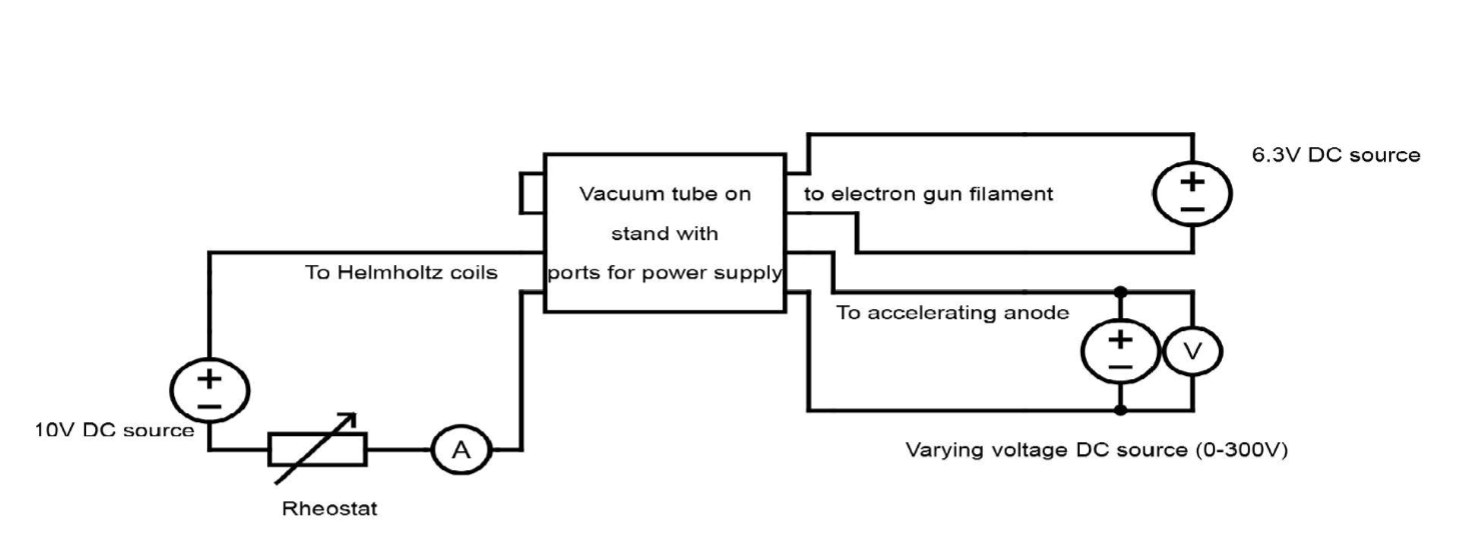 6.3V DC source
Vacuum tube on
stand with
ports for power supply
to electron gun filament
To Helmholtz coils
To accelerating anode
+
−
+
−
V
+
−
10V DC source
A
Varying voltage DC source (0-300V)
Rheostat